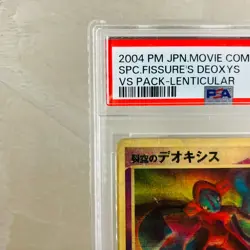 2004 PM JPN.MOVIE COM
SPC.FISSURE'S DEOXYS
VS PACK-LENTICULAR
PSA
裂空のデオキシス